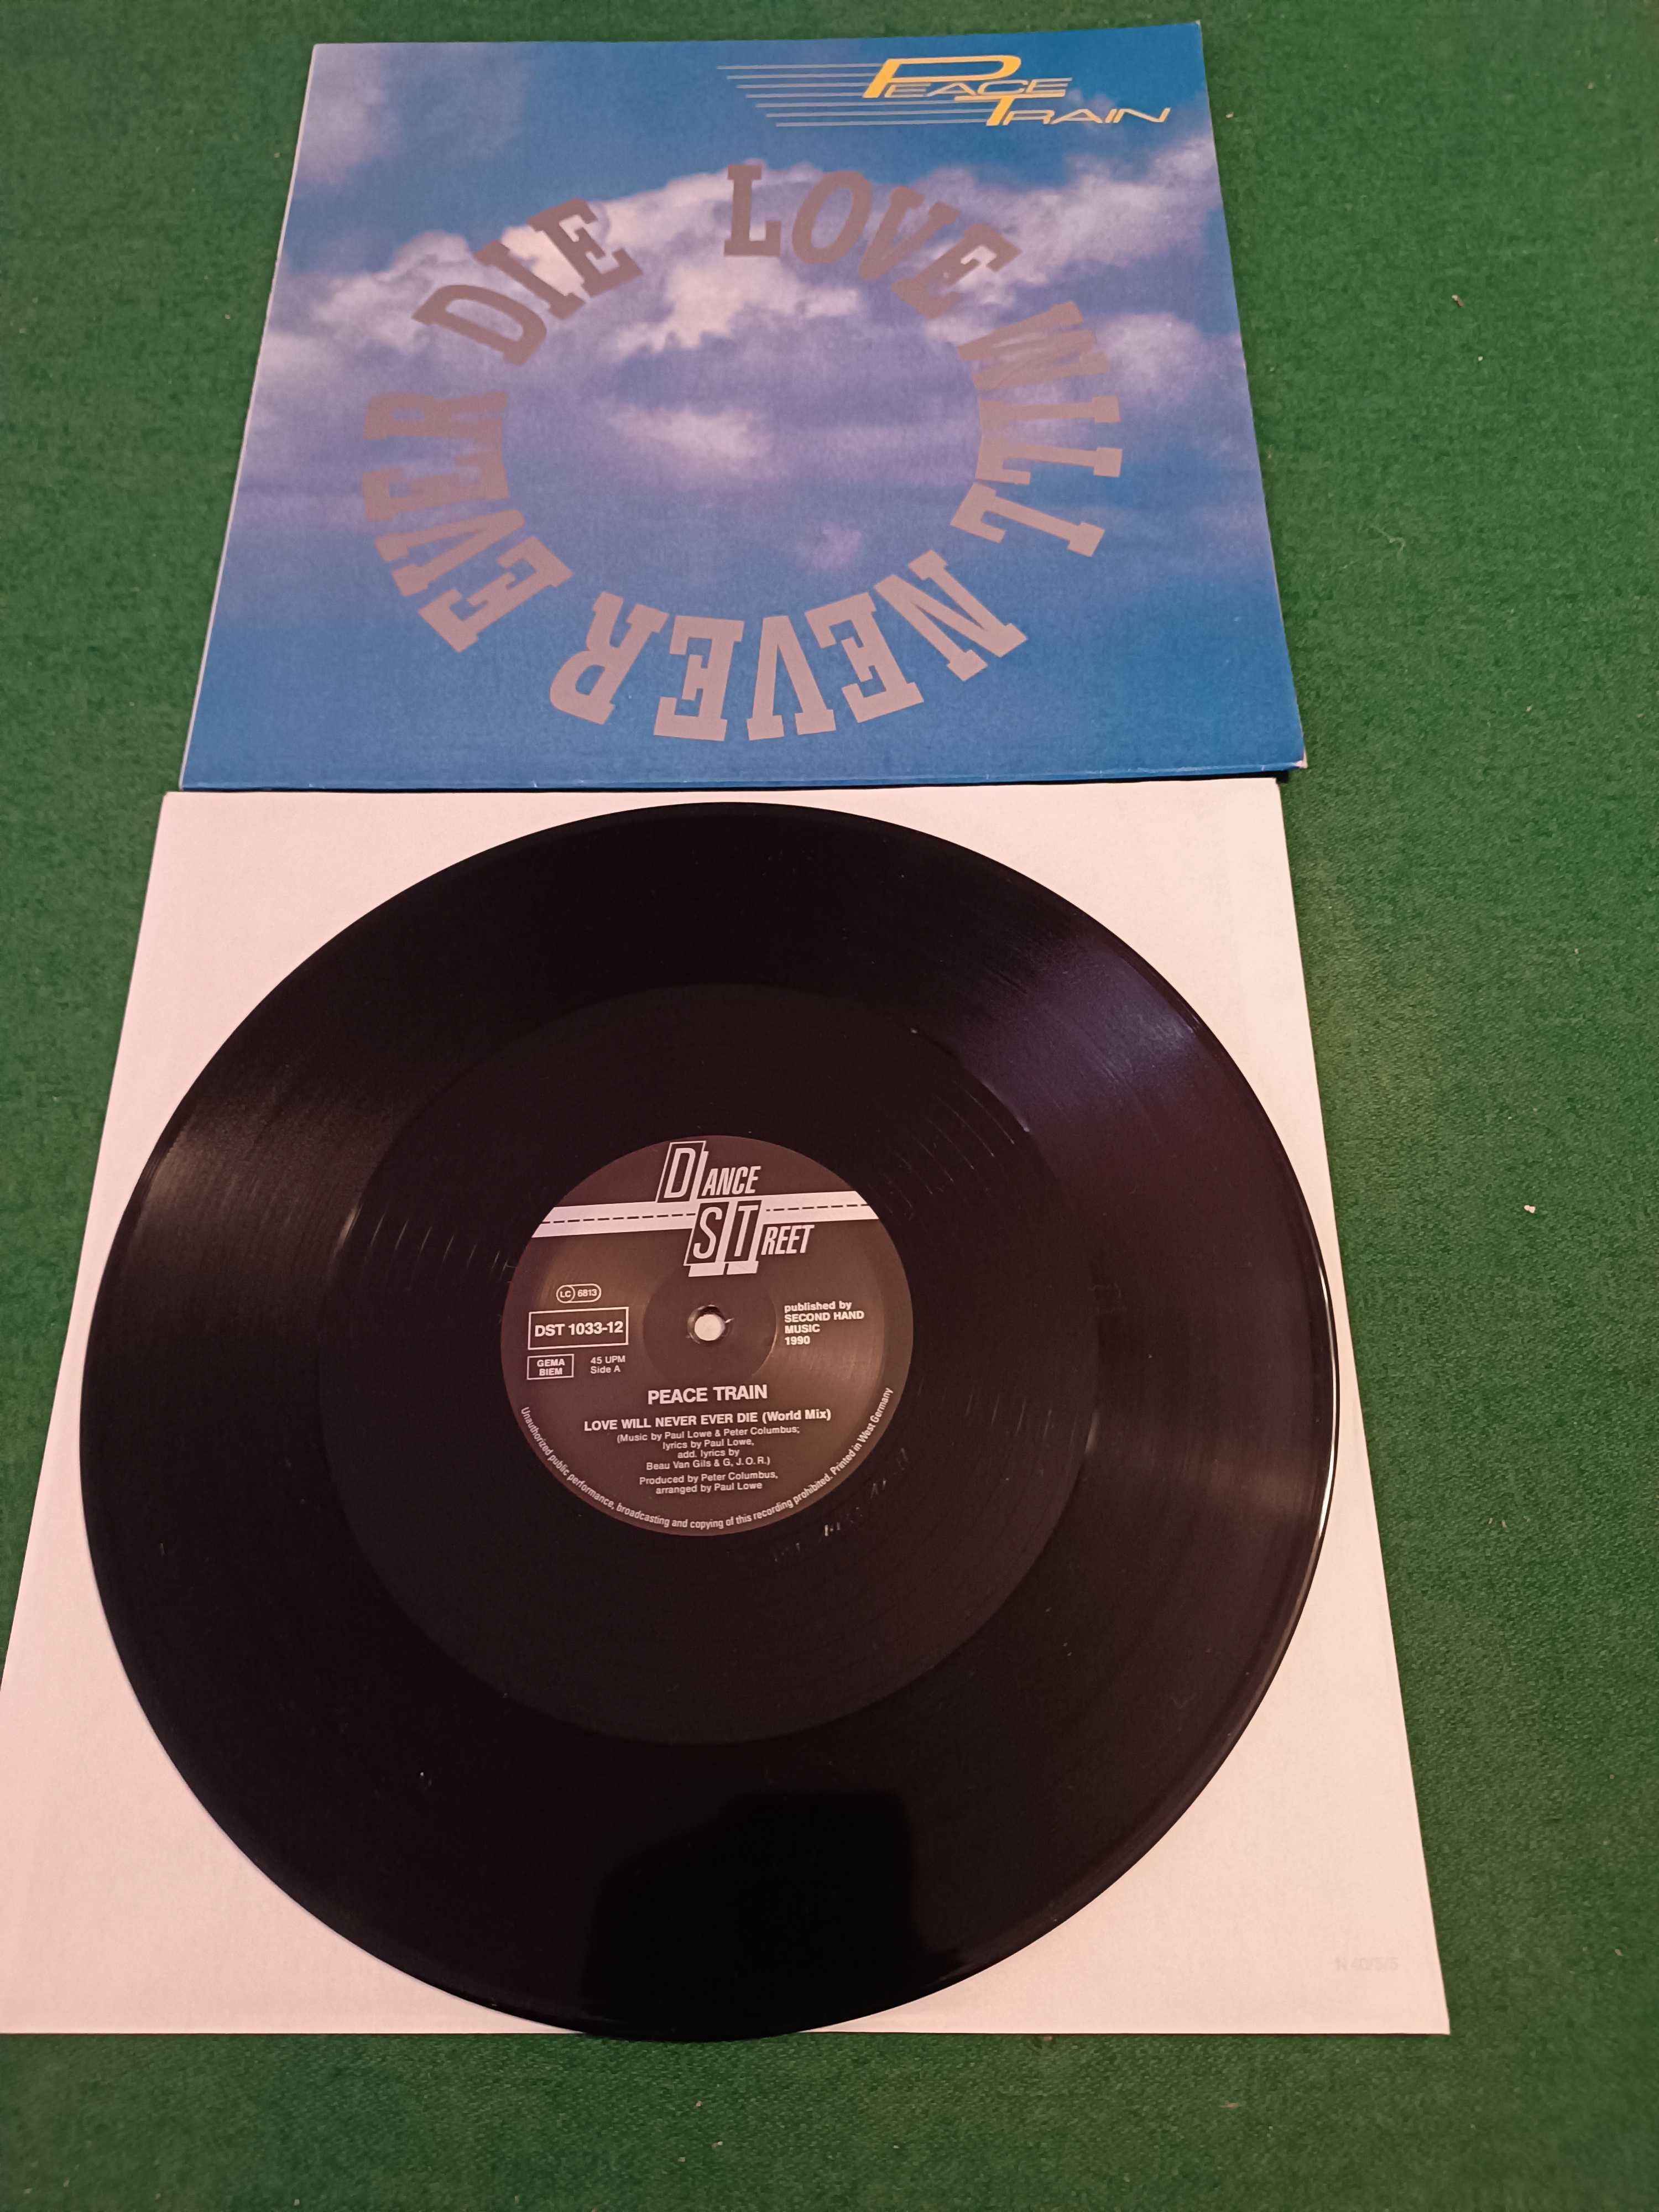 PEACE
TRAIN
LOVE WILL NEVER EVER DIE
DANCE
STREET
LC 6813
DST 1033-12
GEMA
BIEM
45 UPM
Side A
published by
SECOND HAND
MUSIC
1990
PEACE TRAIN
LOVE WILL NEVER EVER DIE (World Mix)
(Music by Paul Lowe & Peter Columbus;
lyrics by Paul Lowe,
add. lyrics by
Beau Van Gils & G, J.O.R.)
Produced by Peter Columbus,
arranged by Paul Lowe
Unauthorized public performance, broadcasting and copying of this recording prohibited. Printed in West Germany